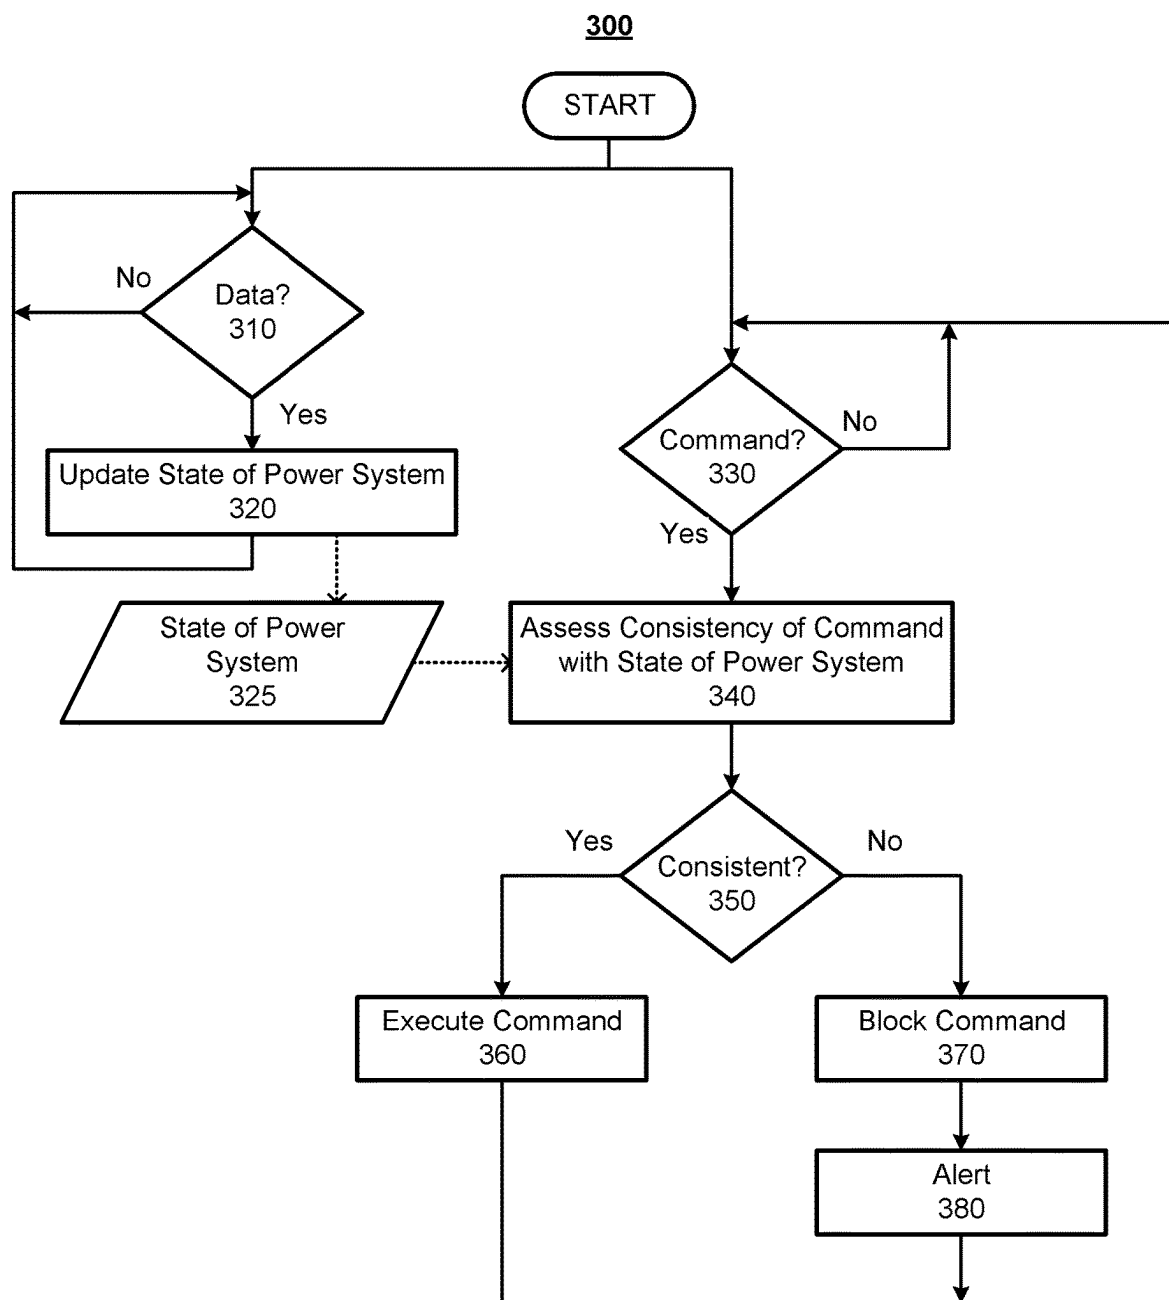 300
START
No
Data?
310
Yes
Update State of Power System
320
Command?
330
No
Yes
State of Power
System
325
Assess Consistency of Command
with State of Power System
340
Yes
Consistent?
350
No
Execute Command
360
Block Command
370
Alert
380